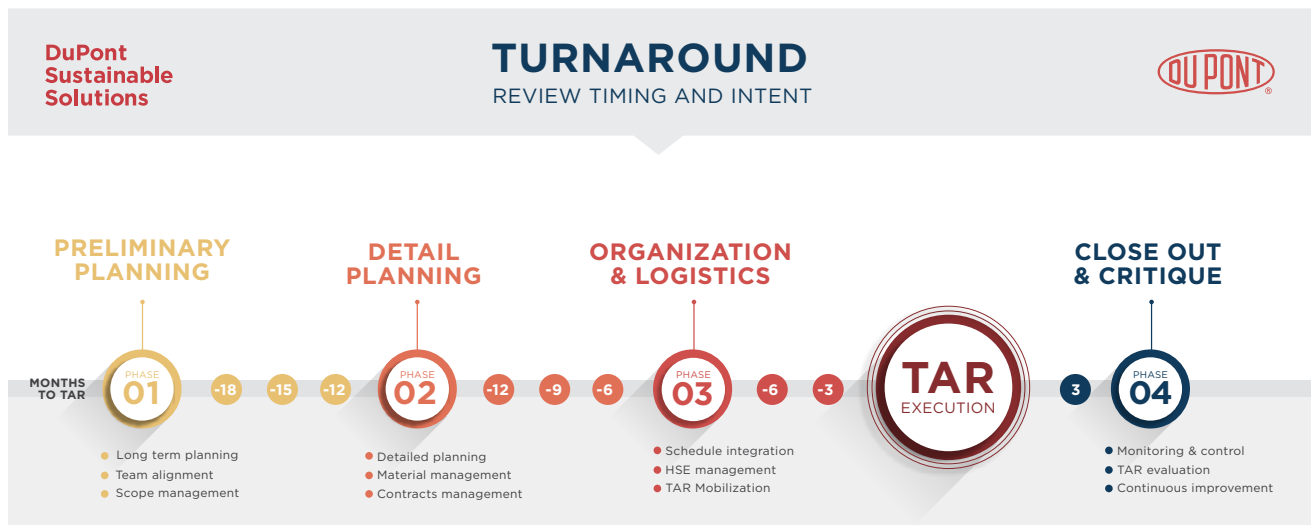 DuPont
Sustainable
Solutions
TURNAROUND
REVIEW TIMING AND INTENT
DU PONT
®
PRELIMINARY
PLANNING
DETAIL
PLANNING
ORGANIZATION
& LOGISTICS
CLOSE OUT
& CRITIQUE
MONTHS
TO TAR
PHASE
01
-18
-15
-12
PHASE
02
-12
-9
-6
PHASE
03
-6
-3
TAR
EXECUTION
3
PHASE
04
Long term planning
Team alignment
Scope management
Detailed planning
Material management
Contracts management
Schedule integration
HSE management
TAR Mobilization
Monitoring & control
TAR evaluation
Continuous improvement